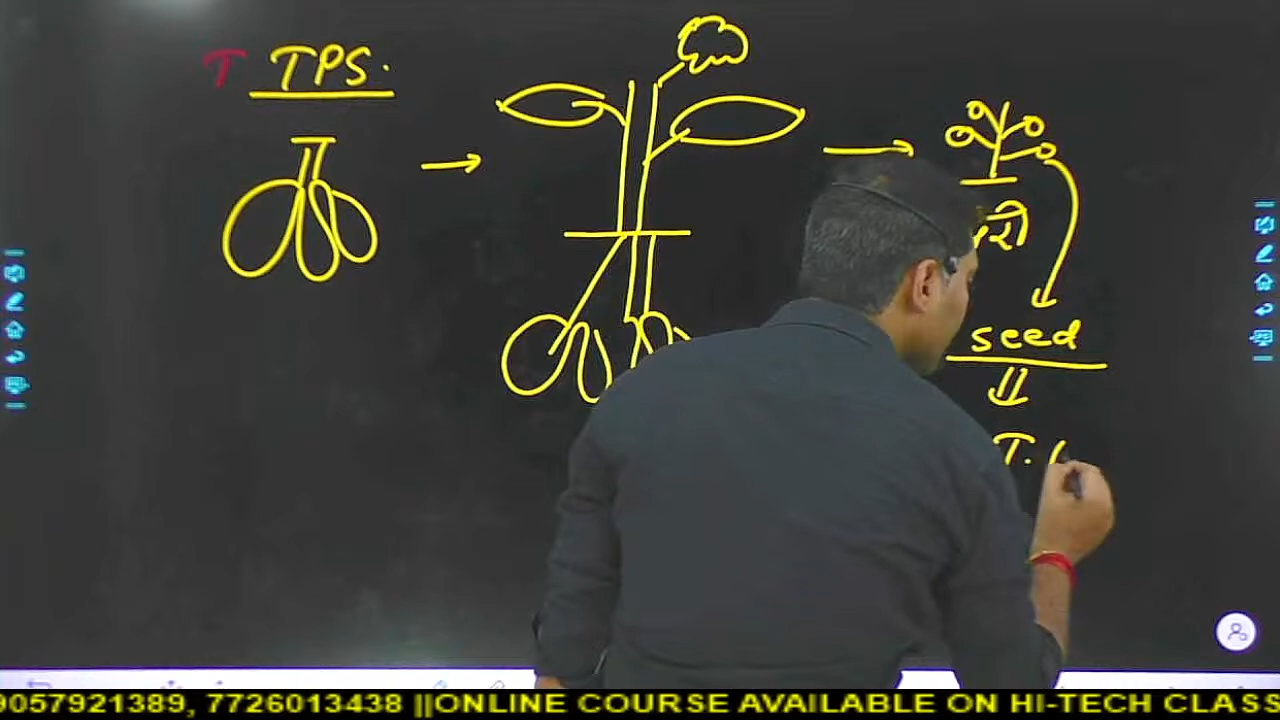 T TPS.
seed
T.
9057921389, 7726013438 ||ONLINE COURSE AVAILABLE ON HI-TECH CLASS